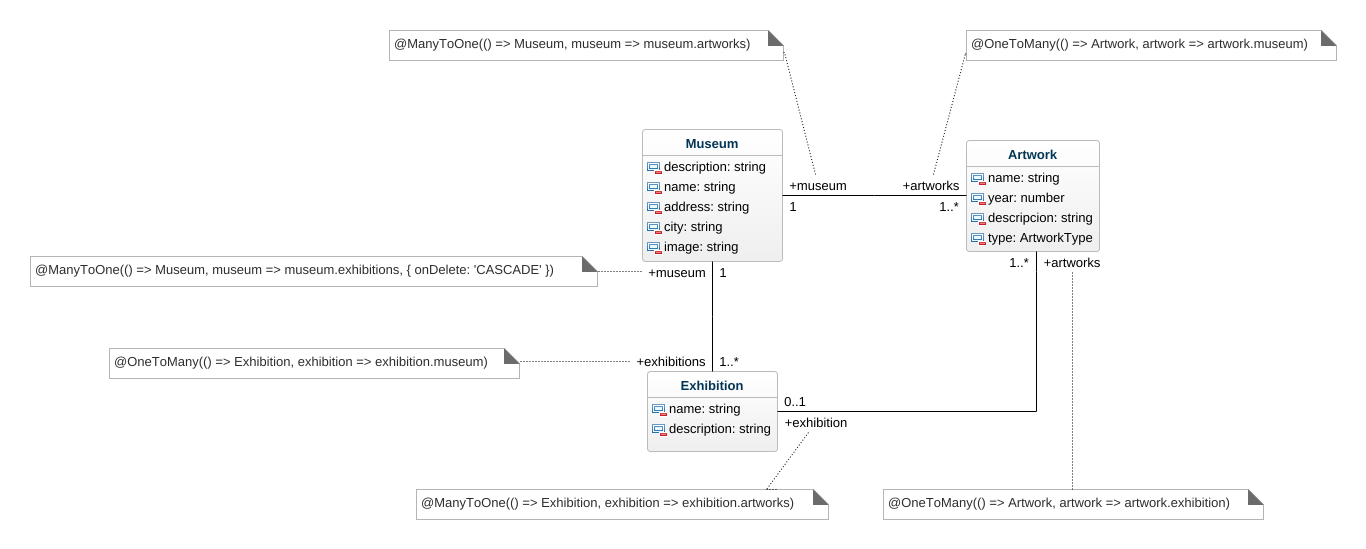 @ManyToOne(() => Museum, museum => museum.artworks)
@OneToMany(() => Artwork, artwork => artwork.museum)
Museum
description: string
name: string
address: string
city: string
image: string
+museum
1
+artworks
1..*
Artwork
name: string
year: number
descripcion: string
type: ArtworkType
@ManyToOne(() => Museum, museum => museum.exhibitions, { onDelete: 'CASCADE' })
+museum
1
1..*
+artworks
@OneToMany(() => Exhibition, exhibition => exhibition.museum)
+exhibitions
1..*
Exhibition
name: string
description: string
0..1
+exhibition
@ManyToOne(() => Exhibition, exhibition => exhibition.artworks)
@OneToMany(() => Artwork, artwork => artwork.exhibition)